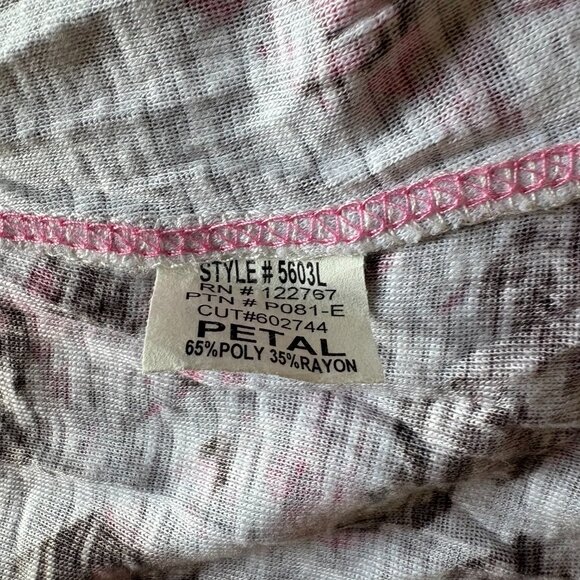 STYLE # 5603L
RN # 122767
PTN # P081-E
CUT#602744
PETAL
65%POLY 35%RAYON